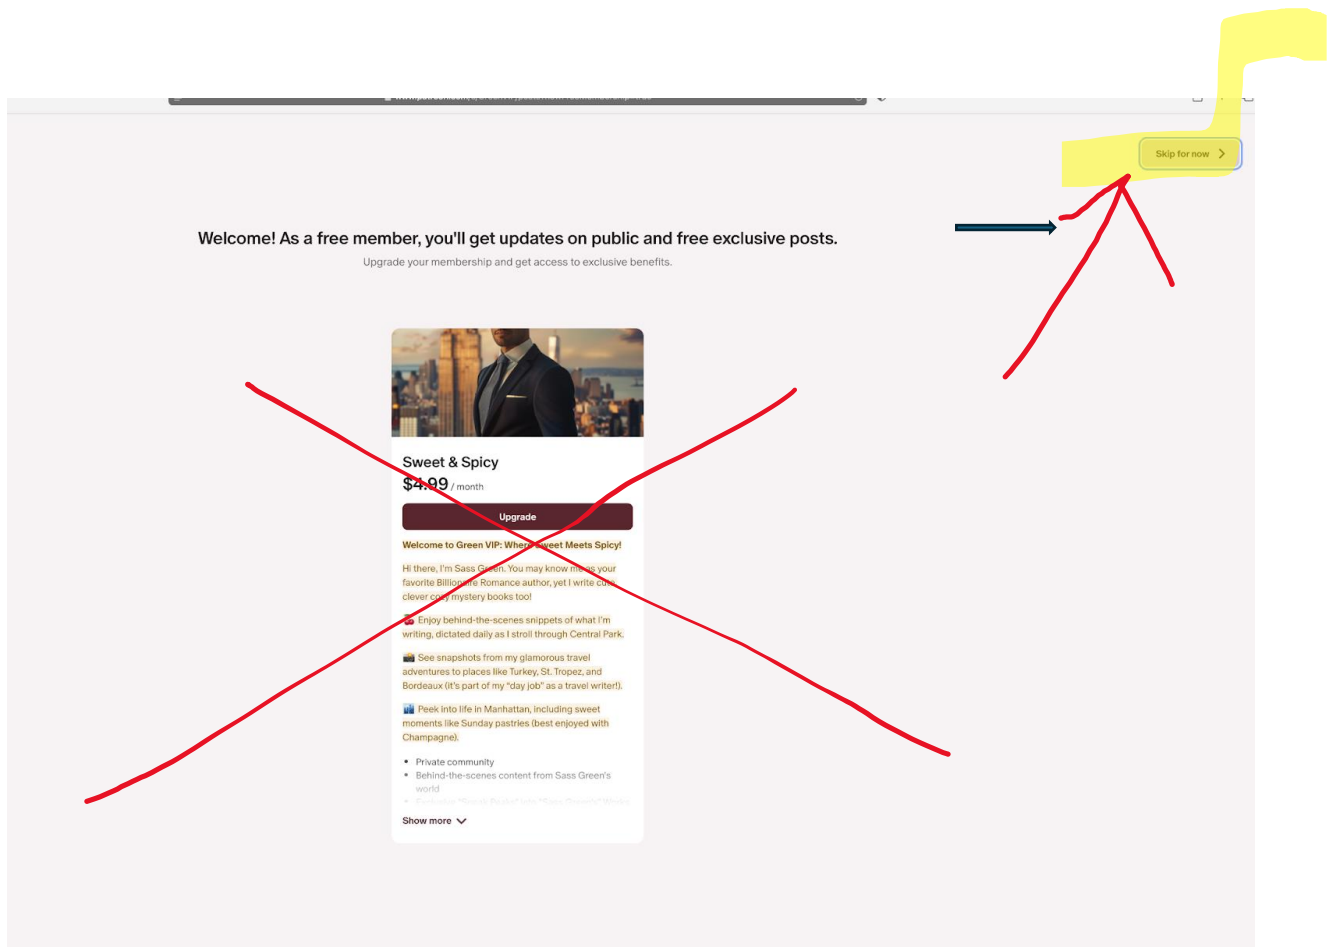 Skip for now
Welcome! As a free member, you'll get updates on public and free exclusive posts.
Upgrade your membership and get access to exclusive benefits.
Sweet & Spicy
$4.99 / month
Upgrade
Welcome to Green VIP: Where Sweet Meets Spicy!
Hi there, I'm Sass Green. You may know me as your
favorite Billionaire Romance author, yet I write cute,
clever cozy mystery books too!
🍒 Enjoy behind-the-scenes snippets of what I'm
writing, dictated daily as I stroll through Central Park.
📸 See snapshots from my glamorous travel
adventures to places like Turkey, St. Tropez, and
Bordeaux (it's part of my "day job" as a travel writer!).
🏙️ Peek into life in Manhattan, including sweet
moments like Sunday pastries (best enjoyed with
Champagne).
• Private community
• Behind-the-scenes content from Sass Green's
world
Show more